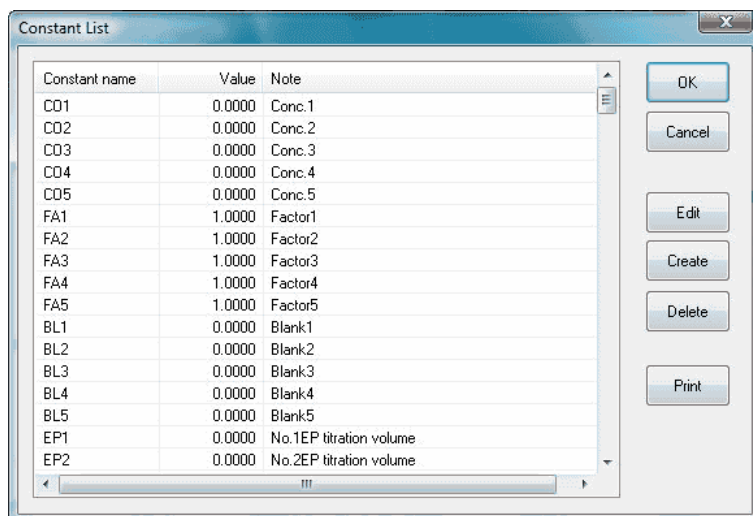 Constant List
Constant name Value Note
CO1 0.0000 Conc.1
CO2 0.0000 Conc.2
CO3 0.0000 Conc.3
CO4 0.0000 Conc.4
CO5 0.0000 Conc.5
FA1 1.0000 Factor1
FA2 1.0000 Factor2
FA3 1.0000 Factor3
FA4 1.0000 Factor4
FA5 1.0000 Factor5
BL1 0.0000 Blank1
BL2 0.0000 Blank2
BL3 0.0000 Blank3
BL4 0.0000 Blank4
BL5 0.0000 Blank5
EP1 0.0000 No.1EP titration volume
EP2 0.0000 No.2EP titration volume
OK
Cancel
Edit
Create
Delete
Print